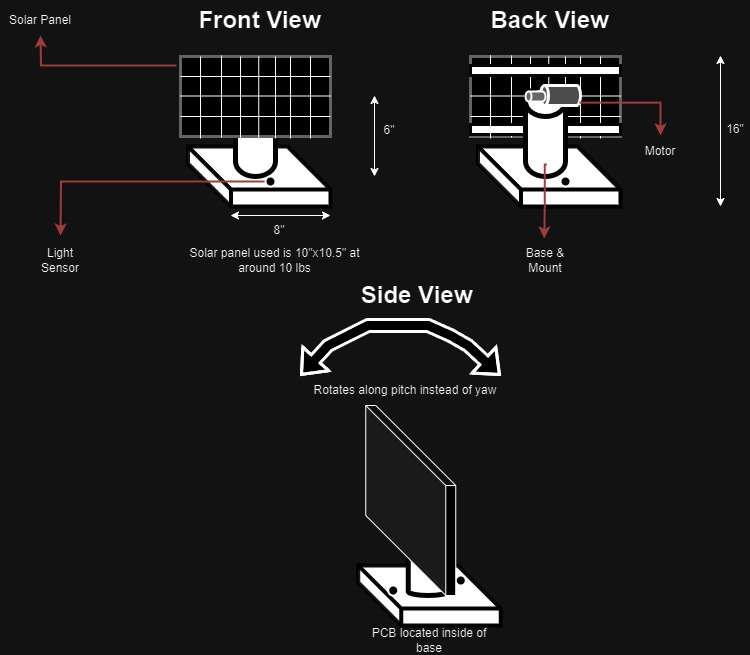 Front View
Back View
Solar Panel
6"
16"
Motor
8"
Light
Sensor
Solar panel used is 10"x10.5" at
around 10 lbs
Base &
Mount
Side View
Rotates along pitch instead of yaw
PCB located inside of
base